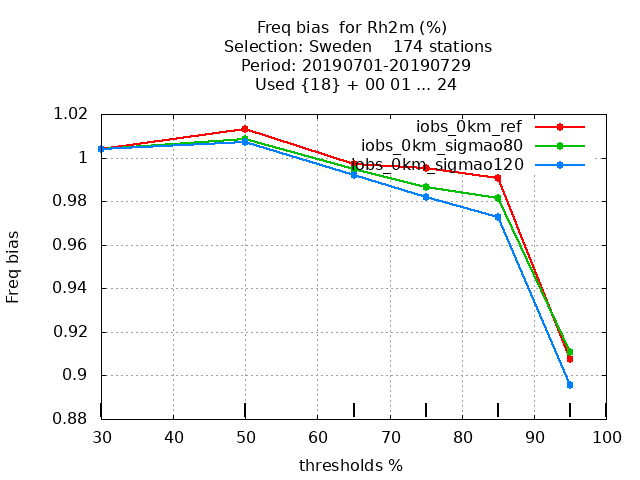 Freq bias  for Rh2m (%)
Selection: Sweden    174 stations
Period: 20190701-20190729
Used {18} + 00 01 ... 24
iobs_0km_ref
iobs_0km_sigmao80
iobs_0km_sigmao120
1.02
1
0.98
0.96
0.94
0.92
0.9
0.88
Freq bias
30 40 50 60 70 80 90 100
thresholds %